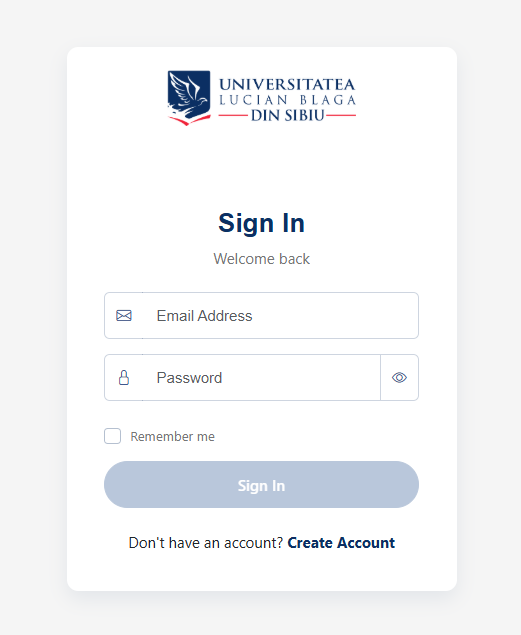 UNIVERSITATEA
LUCIAN BLAGA
DIN SIBIU
Sign In
Welcome back
Email Address
Password
Remember me
Sign In
Don't have an account? Create Account